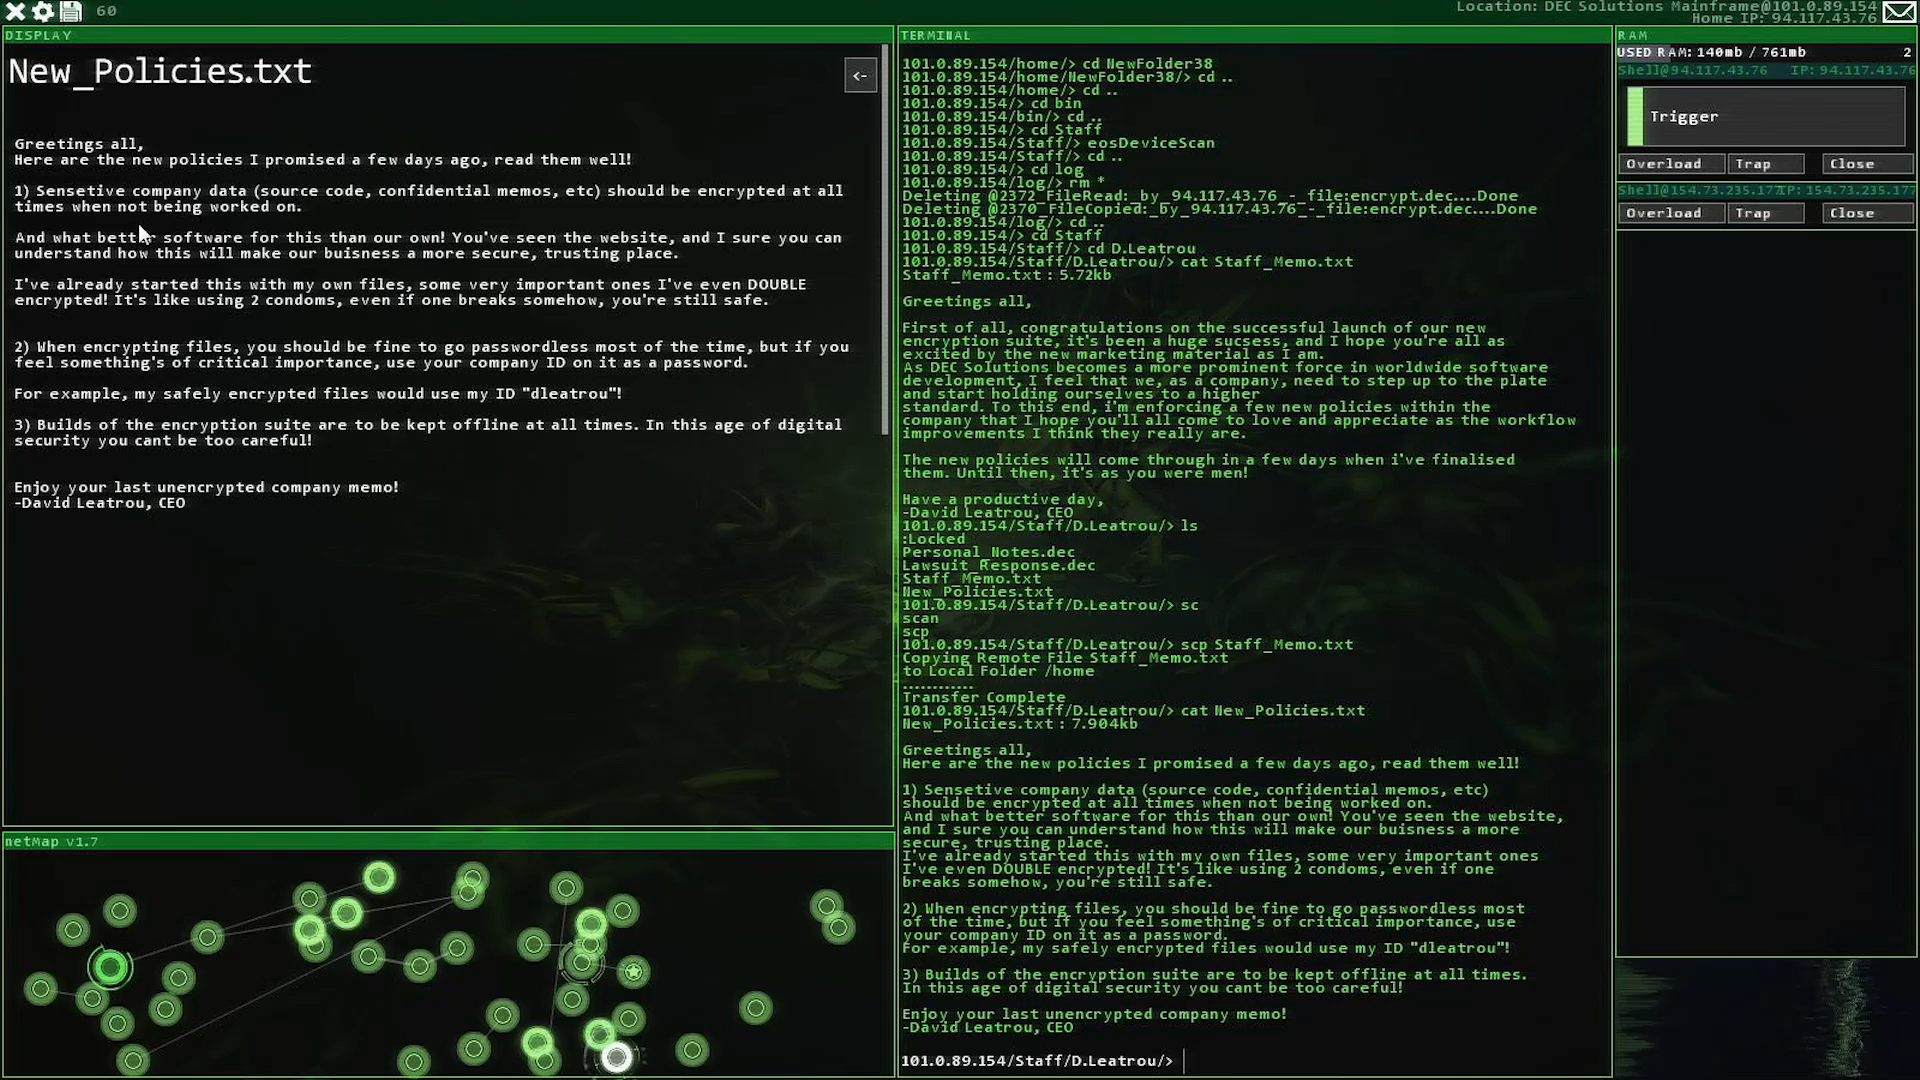 60
Location: DEC Solutions Mainframe@101.0.89.154
Home IP: 94.117.43.76
DISPLAY
New_Policies.txt
<-
Greetings all,
Here are the new policies I promised a few days ago, read them well!
1) Sensetive company data (source code, confidential memos, etc) should be encrypted at all
times when not being worked on.
And what better software for this than our own! You've seen the website, and I sure you can
understand how this will make our buisness a more secure, trusting place.
I've already started this with my own files, some very important ones I've even DOUBLE
encrypted! It's like using 2 condoms, even if one breaks somehow, you're still safe.
2) When encrypting files, you should be fine to go passwordless most of the time, but if you
feel something's of critical importance, use your company ID on it as a password.
For example, my safely encrypted files would use my ID "dleatrou"!
3) Builds of the encryption suite are to be kept offline at all times. In this age of digital
security you cant be too careful!
Enjoy your last unencrypted company memo!
-David Leatrou, CEO
netMap v1.7
TERMINAL
101.0.89.154/home/> cd NewFolder38
101.0.89.154/home/NewFolder38/> cd ..
101.0.89.154/home/> cd ..
101.0.89.154/> cd bin
101.0.89.154/bin/> cd ..
101.0.89.154/> cd Staff
101.0.89.154/Staff/> eosDeviceScan
101.0.89.154/Staff/> cd ..
101.0.89.154/> cd log
101.0.89.154/log/> rm *
Deleting @2372_FileRead:_by_94.117.43.76_-_file:encrypt.dec....Done
Deleting @2370_FileCopied:_by_94.117.43.76_-_file:encrypt.dec....Done
101.0.89.154/log/> cd ..
101.0.89.154/> cd Staff
101.0.89.154/Staff/> cd D.Leatrou
101.0.89.154/Staff/D.Leatrou/> cat Staff_Memo.txt
Staff_Memo.txt : 5.72kb
Greetings all,
First of all, congratulations on the successful launch of our new
encryption suite, it's been a huge sucsess, and I hope you're all as
excited by the new marketing material as I am.
As DEC Solutions becomes a more prominent force in worldwide software
development, I feel that we, as a company, need to step up to the plate
and start holding ourselves to a higher
standard. To this end, i'm enforcing a few new policies within the
company that I hope you'll all come to love and appreciate as the workflow
improvements I think they really are.
The new policies will come through in a few days when i've finalised
them. Until then, it's as you were men!
Have a productive day,
-David Leatrou, CEO
101.0.89.154/Staff/D.Leatrou/> ls
:Locked
Personal_Notes.dec
Lawsuit_Response.dec
Staff_Memo.txt
New_Policies.txt
101.0.89.154/Staff/D.Leatrou/> sc
scan
scp
101.0.89.154/Staff/D.Leatrou/> scp Staff_Memo.txt
Copying Remote File Staff_Memo.txt
to Local Folder /home
............
Transfer Complete
101.0.89.154/Staff/D.Leatrou/> cat New_Policies.txt
New_Policies.txt : 7.904kb
Greetings all,
Here are the new policies I promised a few days ago, read them well!
1) Sensetive company data (source code, confidential memos, etc)
should be encrypted at all times when not being worked on.
And what better software for this than our own! You've seen the website,
and I sure you can understand how this will make our buisness a more
secure, trusting place.
I've already started this with my own files, some very important ones
I've even DOUBLE encrypted! It's like using 2 condoms, even if one
breaks somehow, you're still safe.
2) When encrypting files, you should be fine to go passwordless most
of the time, but if you feel something's of critical importance, use
your company ID on it as a password.
For example, my safely encrypted files would use my ID "dleatrou"!
3) Builds of the encryption suite are to be kept offline at all times.
In this age of digital security you cant be too careful!
Enjoy your last unencrypted company memo!
-David Leatrou, CEO
101.0.89.154/Staff/D.Leatrou/>
RAM
USED RAM: 140mb / 761mb 2
Shell@94.117.43.76 IP: 94.117.43.76
Trigger
Overload Trap Close
Shell@154.73.235.177 IP: 154.73.235.177
Overload Trap Close